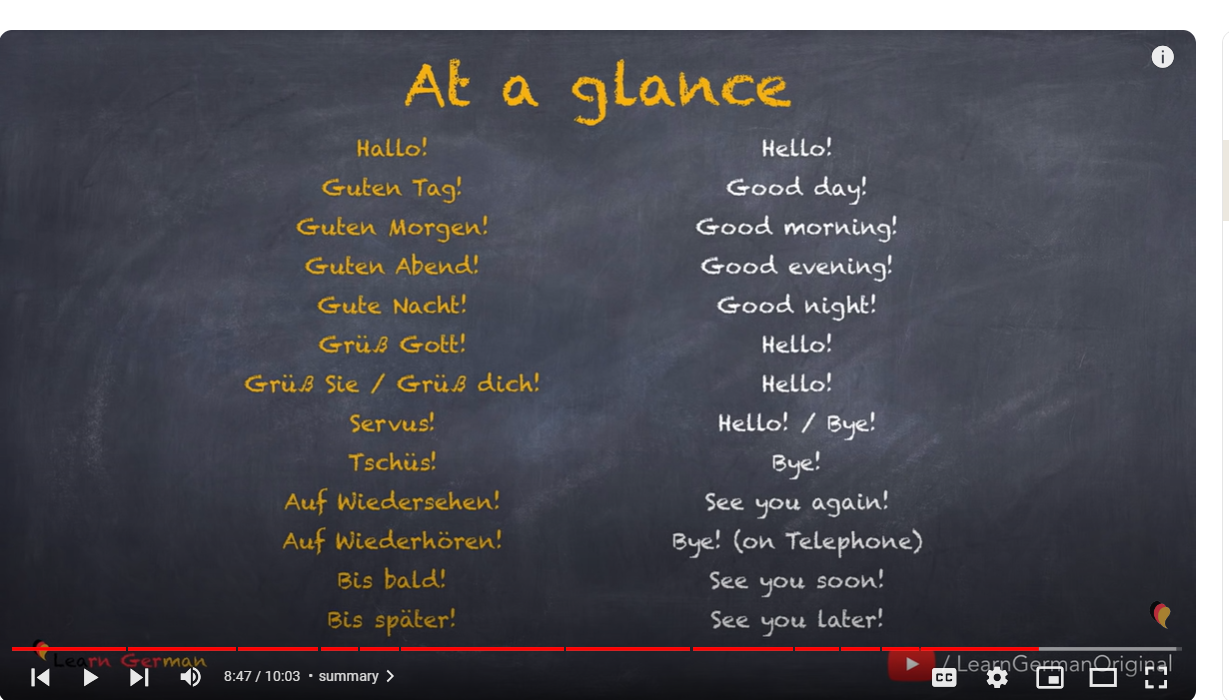 At a glance
Hallo! Hello!
Guten Tag! Good day!
Guten Morgen! Good morning!
Guten Abend! Good evening!
Gute Nacht! Good night!
Grüß Gott! Hello!
Grüß Sie / Grüß dich! Hello!
Servus! Hello! / Bye!
Tschüs! Bye!
Auf Wiedersehen! See you again!
Auf Wiederhören! Bye! (on Telephone)
Bis bald! See you soon!
Bis später! See you later!
Learn German / LearnGermanOriginal
8:47 / 10:03 • summary CC